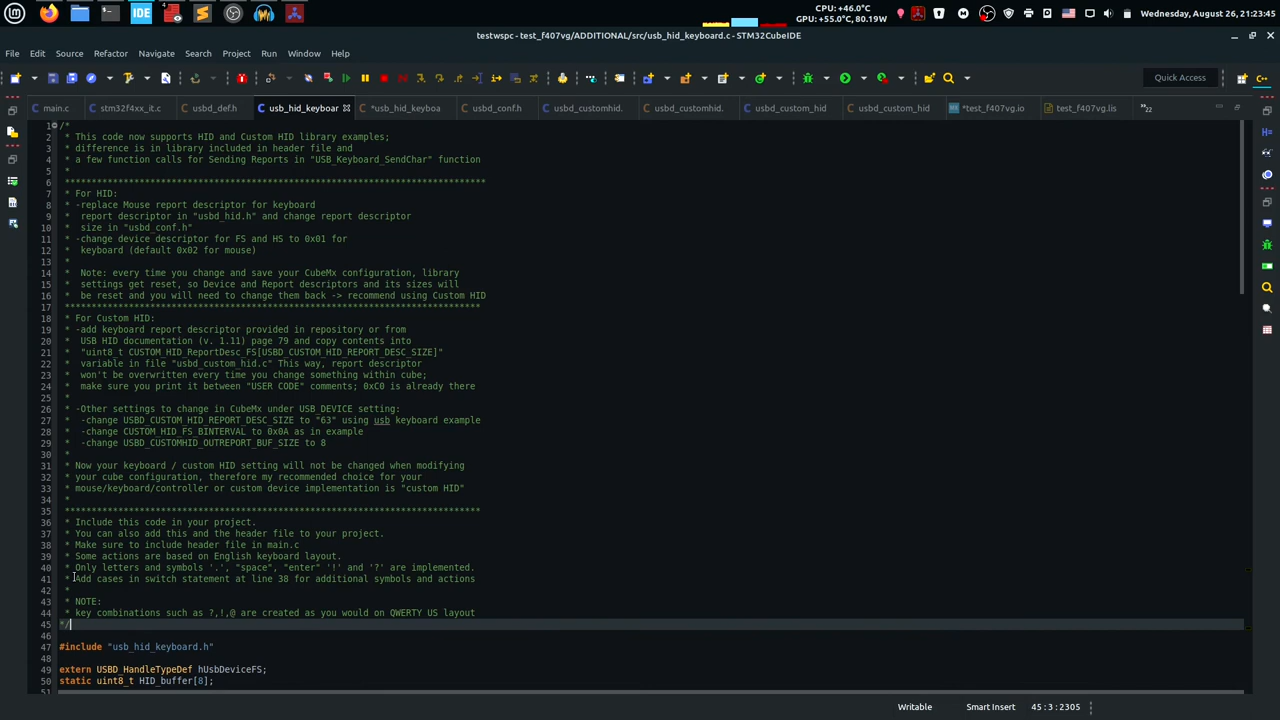 CPU: +46.0°C
GPU: +55.0°C, 80.19W
Wednesday, August 26, 21:23:45
IDE
testwspc - test_f407vg/ADDITIONAL/src/usb_hid_keyboard.c - STM32CubeIDE
File Edit Source Refactor Navigate Search Project Run Window Help
Quick Access
main.c stm32f4xx_it.c usbd_def.h usb_hid_keyboar *usb_hid_keyboa usbd_conf.h usbd_customhid. usbd_customhid. usbd_custom_hid usbd_custom_hid *test_f407vg.io test_f407vg.lis »22
1 /*
2 * This code now supports HID and Custom HID library examples;
3 * difference is in library included in header file and
4 * a few function calls for Sending Reports in "USB_Keyboard_SendChar" function
5 *
6 ********************************************************************************
7 * For HID:
8 * -replace Mouse report descriptor for keyboard
9 * report descriptor in "usbd_hid.h" and change report descriptor
10 * size in "usbd_conf.h"
11 * -change device descriptor for FS and HS to 0x01 for
12 * keyboard (default 0x02 for mouse)
13 *
14 * Note: every time you change and save your CubeMx configuration, library
15 * settings get reset, so Device and Report descriptors and its sizes will
16 * be reset and you will need to change them back -> recommend using Custom HID
17 *******************************************************************************
18 * For Custom HID:
19 * -add keyboard report descriptor provided in repository or from
20 * USB HID documentation (v. 1.11) page 79 and copy contents into
21 * "uint8_t CUSTOM_HID_ReportDesc_FS[USBD_CUSTOM_HID_REPORT_DESC_SIZE]"
22 * variable in file "usbd_custom_hid.c" This way, report descriptor
23 * won't be overwritten every time you change something within cube;
24 * make sure you print it between "USER CODE" comments; 0xC0 is already there
25 *
26 * -Other settings to change in CubeMx under USB_DEVICE setting:
27 * -change USBD_CUSTOM_HID_REPORT_DESC_SIZE to "63" using usb keyboard example
28 * -change CUSTOM_HID_FS_BINTERVAL to 0x0A as in example
29 * -change USBD_CUSTOMHID_OUTREPORT_BUF_SIZE to 8
30 *
31 * Now your keyboard / custom HID setting will not be changed when modifying
32 * your cube configuration, therefore my recommended choice for your
33 * mouse/keyboard/controller or custom device implementation is "custom HID"
34 *
35 *******************************************************************************
36 * Include this code in your project.
37 * You can also add this and the header file to your project.
38 * Make sure to include header file in main.c
39 * Some actions are based on English keyboard layout.
40 * Only letters and symbols '.', "space", "enter" '!' and '?' are implemented.
41 * Add cases in switch statement at line 38 for additional symbols and actions
42 *
43 * NOTE:
44 * key combinations such as ?,!,@ are created as you would on QWERTY US layout
45 */
46
47 #include "usb_hid_keyboard.h"
48
49 extern USBD_HandleTypeDef hUsbDeviceFS;
50 static uint8_t HID_buffer[8];
51
Writable Smart Insert 45:3:2305